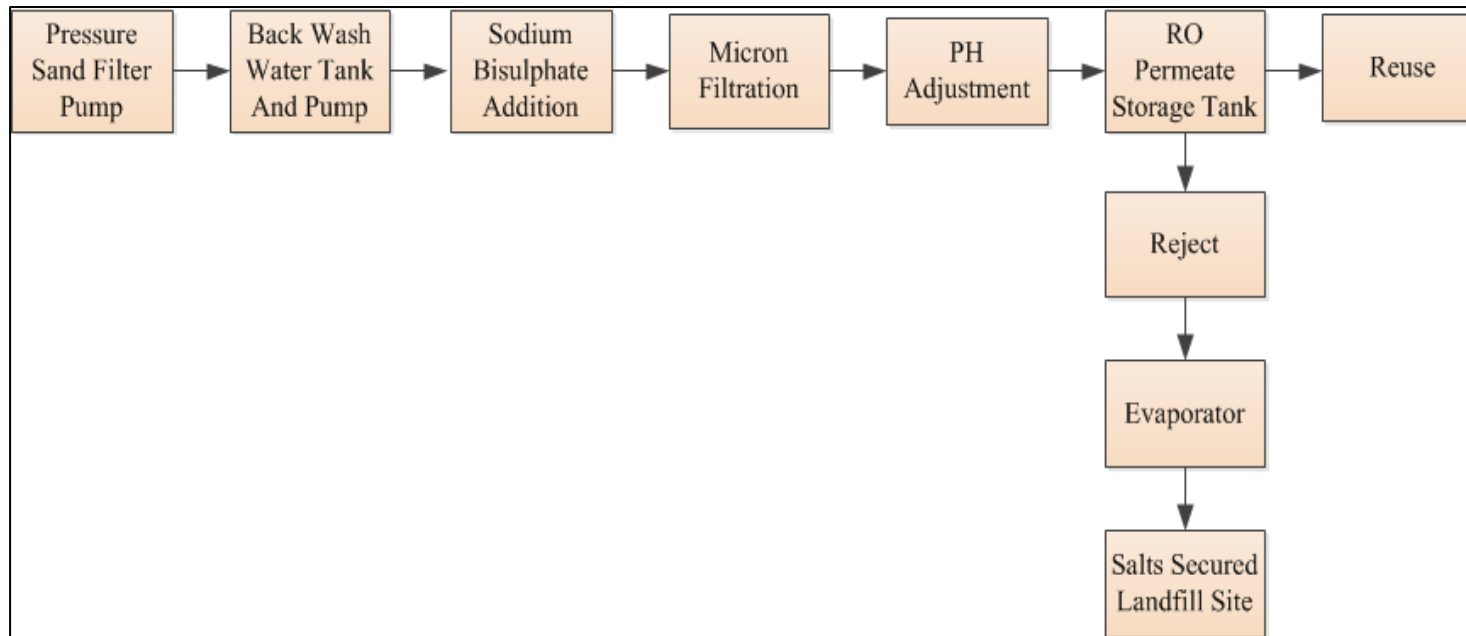 Pressure
Sand Filter
Pump
Back Wash
Water Tank
And Pump
Sodium
Bisulphate
Addition
Micron
Filtration
PH
Adjustment
RO
Permeate
Storage Tank
Reuse
Reject
Evaporator
Salts Secured
Landfill Site